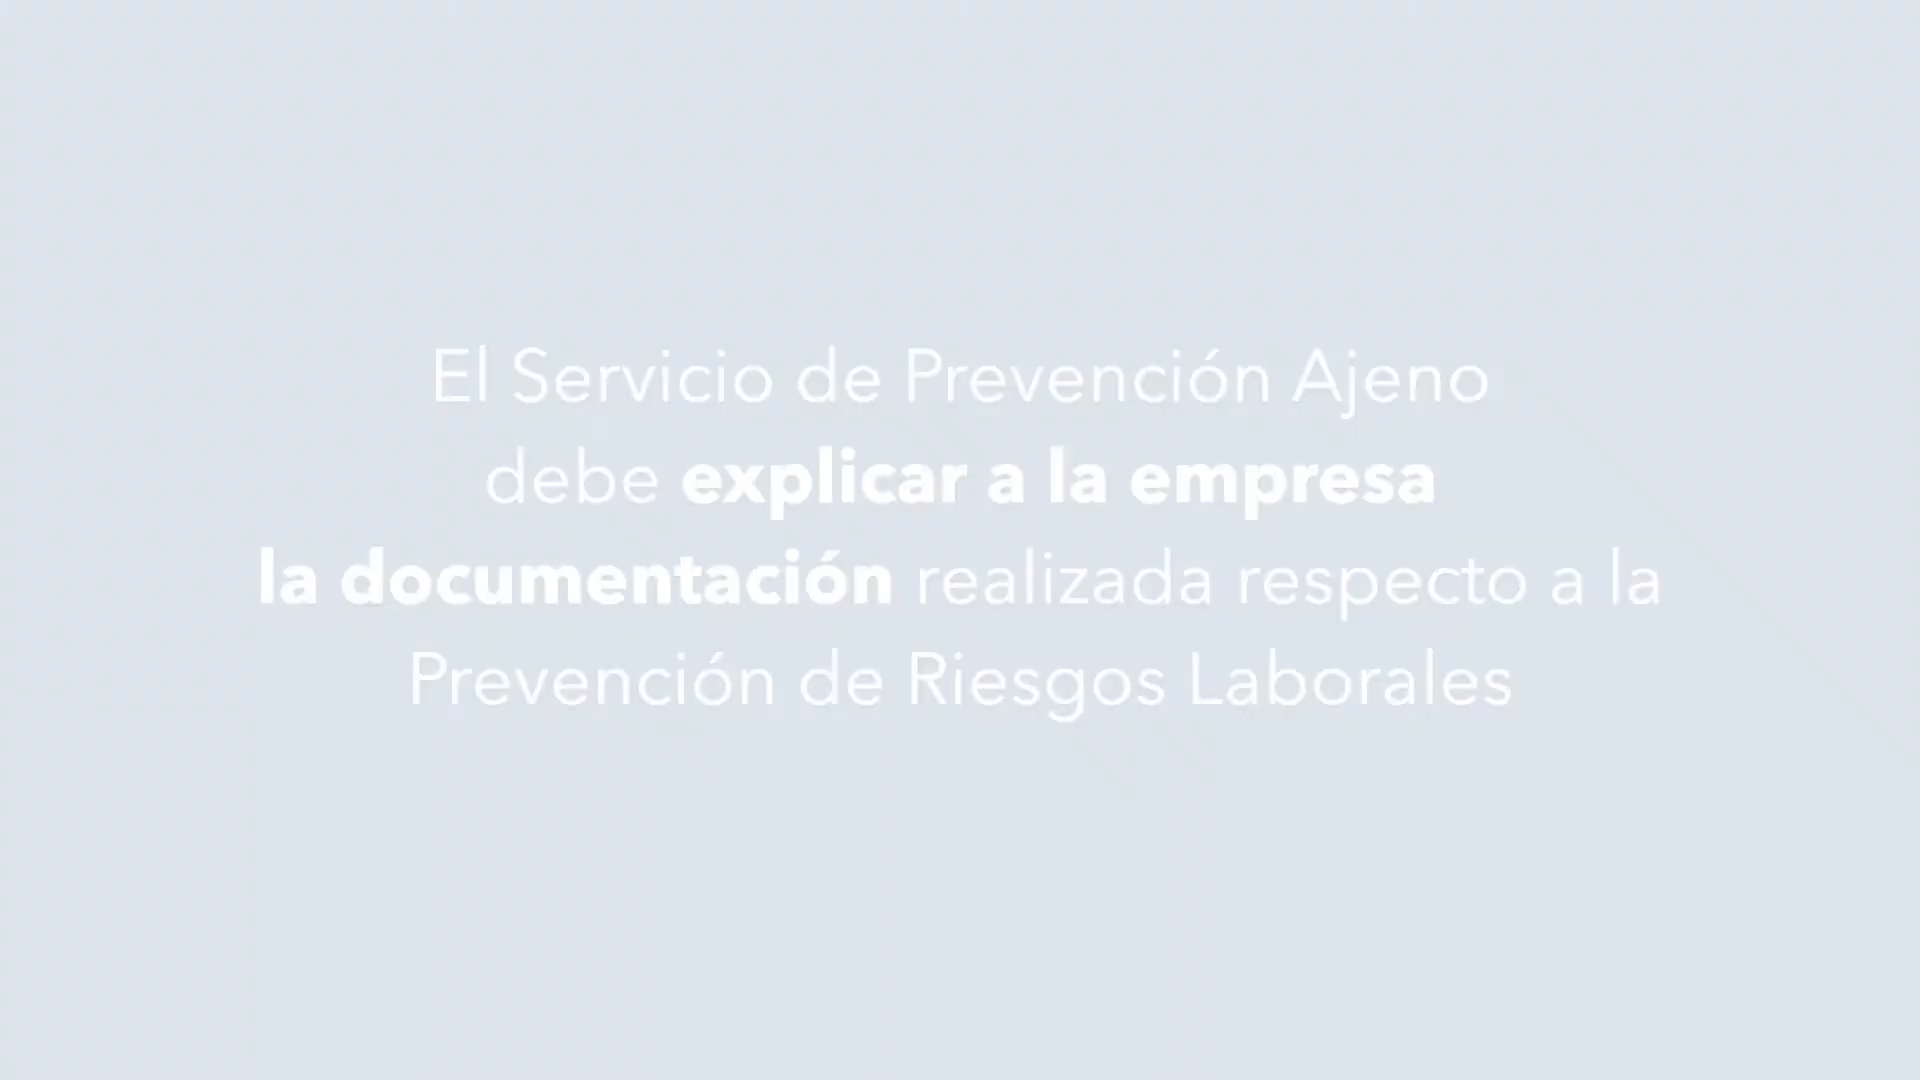 El Servicio de Prevención Ajeno
debe explicar a la empresa
la documentación realizada respecto a la
Prevención de Riesgos Laborales